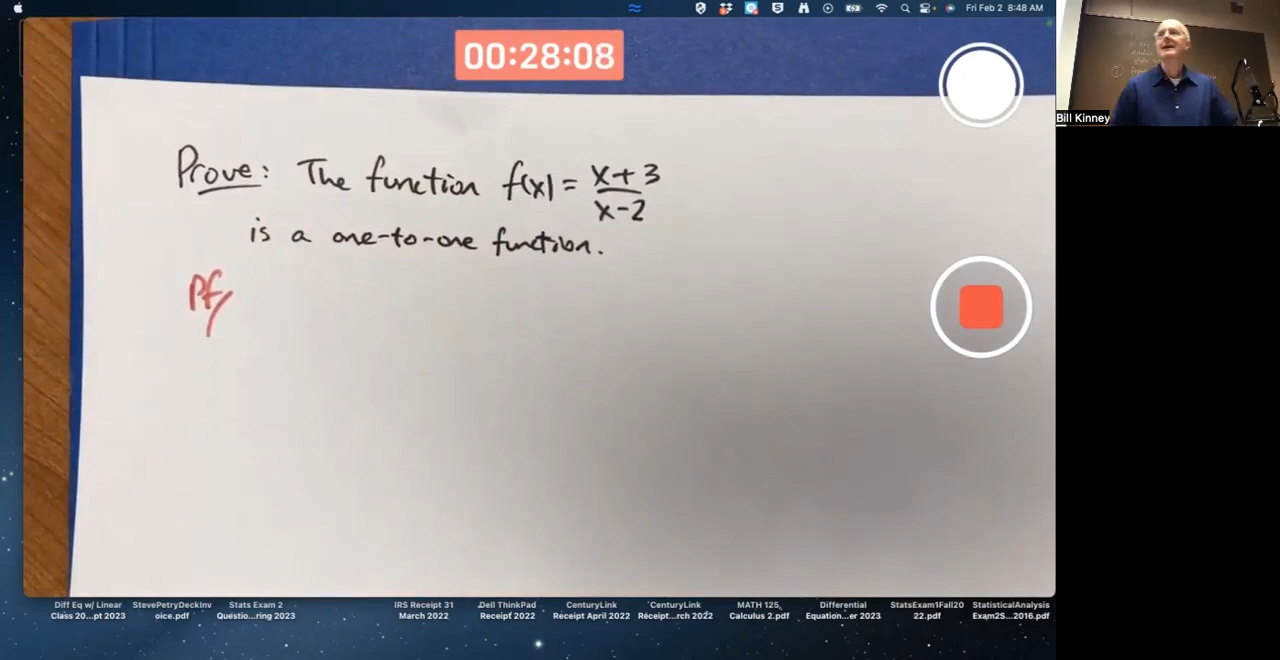 Fri Feb 2 8:48 AM
00:28:08
Bill Kinney
Prove: The function f(x) = x+3/x-2
is a one-to-one function.
Pf/
Diff Eq w/ Linear
Class 20...pt 2023
StevePetryDeckInv
oice.pdf
Stats Exam 2
Questio...ring 2023
IRS Receipt 31
March 2022
Dell ThinkPad
Receipt 2022
CenturyLink
Receipt April 2022
CenturyLink
Receipt...rch 2022
MATH 125,
Calculus 2.pdf
Differential
Equation...er 2023
StatsExam1Fall20
22.pdf
StatisticalAnalysis
Exam2S...2016.pdf